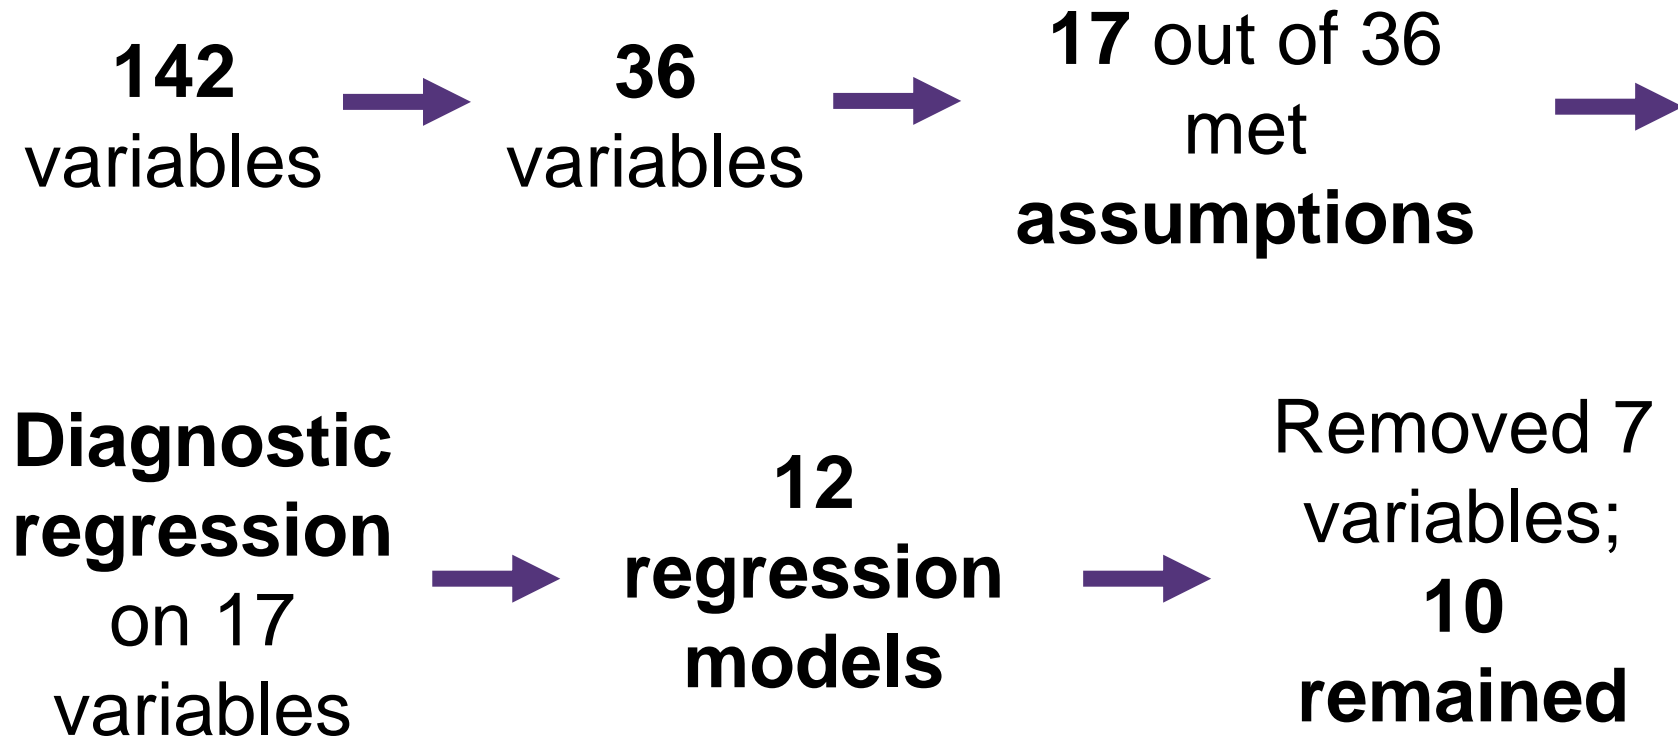 142
variables
36
variables
17 out of 36
met
assumptions
Diagnostic
regression
on 17
variables
12
regression
models
Removed 7
variables;
10
remained